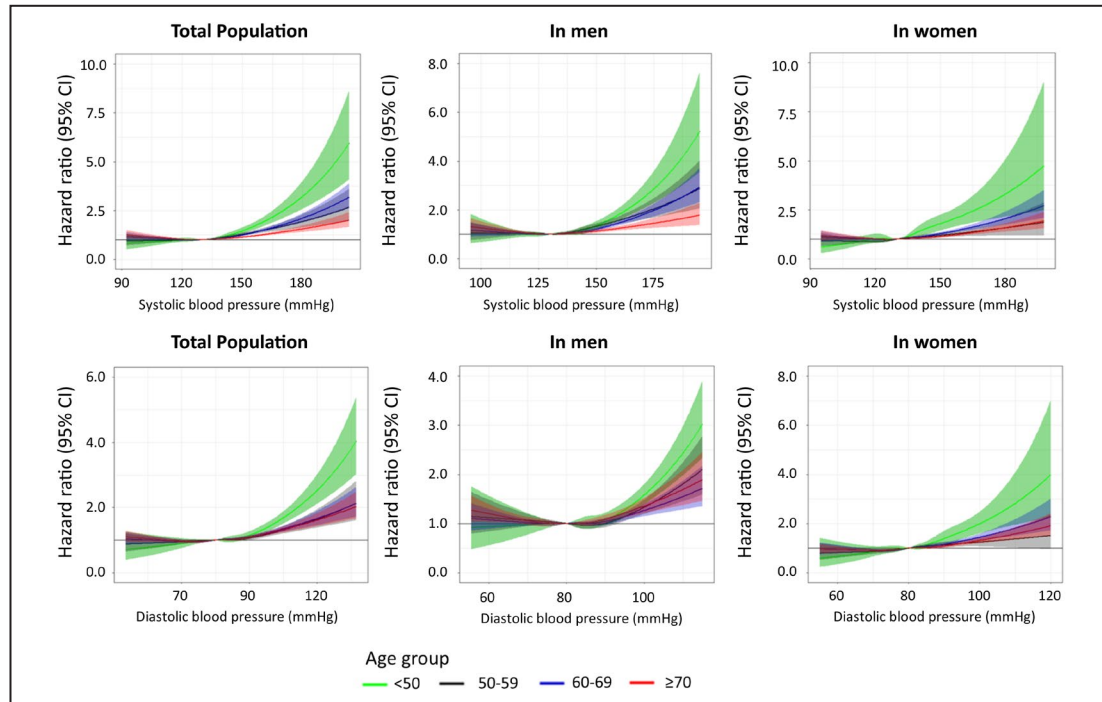 Total Population
In men
In women
Hazard ratio (95% CI)
10.0
7.5
5.0
2.5
0.0
90
120
150
180
Systolic blood pressure (mmHg)
Hazard ratio (95% CI)
8.0
6.0
4.0
2.0
0.0
100
125
150
175
Systolic blood pressure (mmHg)
Hazard ratio (95% CI)
10.0
7.5
5.0
2.5
0.0
90
120
150
180
Systolic blood pressure (mmHg)
Total Population
In men
In women
Hazard ratio (95% CI)
6.0
4.0
2.0
0.0
70
90
120
Diastolic blood pressure (mmHg)
Hazard ratio (95% CI)
4.0
3.0
2.0
1.0
0.0
60
80
100
Diastolic blood pressure (mmHg)
Hazard ratio (95% CI)
8.0
6.0
4.0
2.0
0.0
60
80
100
120
Diastolic blood pressure (mmHg)
Age group
<50 50-59 60-69 ≥70